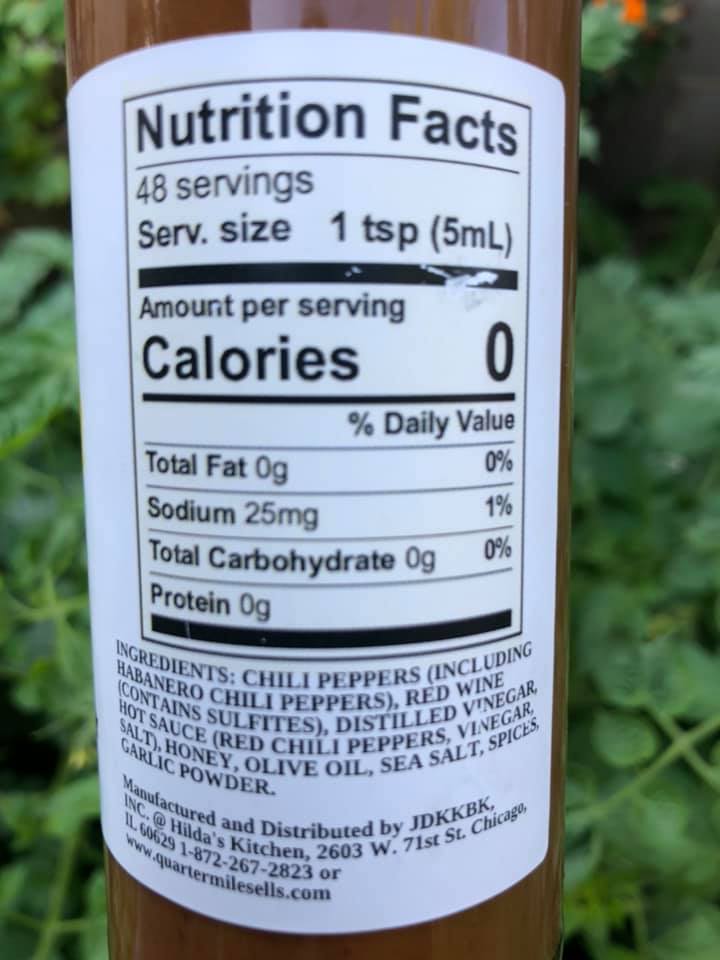 Nutrition Facts
48 servings
Serv. size 1 tsp (5mL)
Amount per serving
Calories 0
% Daily Value
Total Fat 0g 0%
Sodium 25mg 1%
Total Carbohydrate 0g 0%
Protein 0g
INGREDIENTS: CHILI PEPPERS (INCLUDING
HABANERO CHILI PEPPERS), RED WINE
(CONTAINS SULFITES), DISTILLED VINEGAR,
HOT SAUCE (RED CHILI PEPPERS, VINEGAR,
SALT), HONEY, OLIVE OIL, SEA SALT, SPICES,
GARLIC POWDER.
Manufactured and Distributed by JDKKBK,
INC. @ Hilda's Kitchen, 2603 W. 71st St. Chicago,
IL 60629 1-872-267-2823 or
www.quartermilesells.com